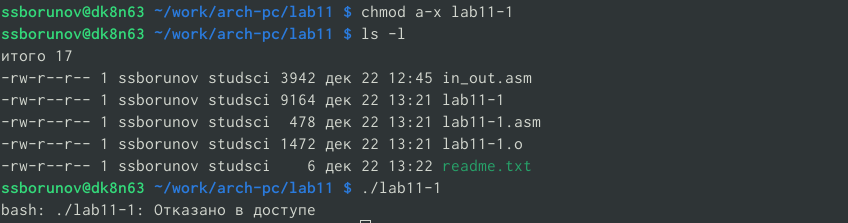 ssborunov@dk8n63 ~/work/arch-pc/lab11 $ chmod a-x lab11-1
ssborunov@dk8n63 ~/work/arch-pc/lab11 $ ls -l
итого 17
-rw-r--r-- 1 ssborunov studsci 3942 дек 22 12:45 in_out.asm
-rw-r--r-- 1 ssborunov studsci 9164 дек 22 13:21 lab11-1
-rw-r--r-- 1 ssborunov studsci  478 дек 22 13:21 lab11-1.asm
-rw-r--r-- 1 ssborunov studsci 1472 дек 22 13:21 lab11-1.o
-rw-r--r-- 1 ssborunov studsci    6 дек 22 13:22 readme.txt
ssborunov@dk8n63 ~/work/arch-pc/lab11 $ ./lab11-1
bash: ./lab11-1: Отказано в доступе